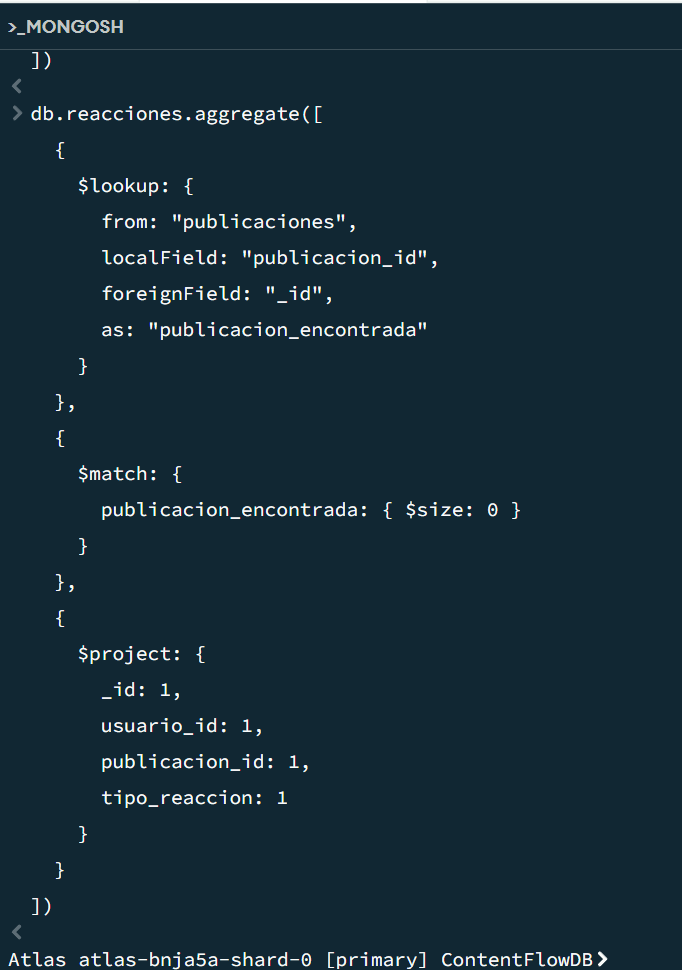 >_MONGOSH
])
<
> db.reacciones.aggregate([
{
$lookup: {
from: "publicaciones",
localField: "publicacion_id",
foreignField: "_id",
as: "publicacion_encontrada"
}
},
{
$match: {
publicacion_encontrada: { $size: 0 }
}
},
{
$project: {
_id: 1,
usuario_id: 1,
publicacion_id: 1,
tipo_reaccion: 1
}
}
])
<
Atlas atlas-bnja5a-shard-0 [primary] ContentFlowDB>